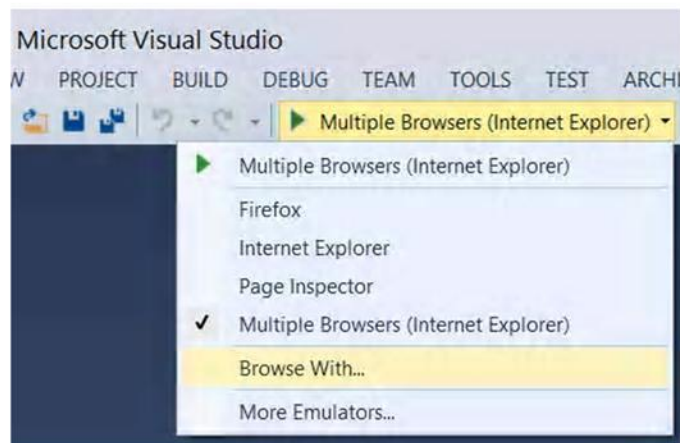 Microsoft Visual Studio
W PROJECT BUILD DEBUG TEAM TOOLS TEST ARCHI
Multiple Browsers (Internet Explorer)
Multiple Browsers (Internet Explorer)
Firefox
Internet Explorer
Page Inspector
Multiple Browsers (Internet Explorer)
Browse With...
More Emulators...